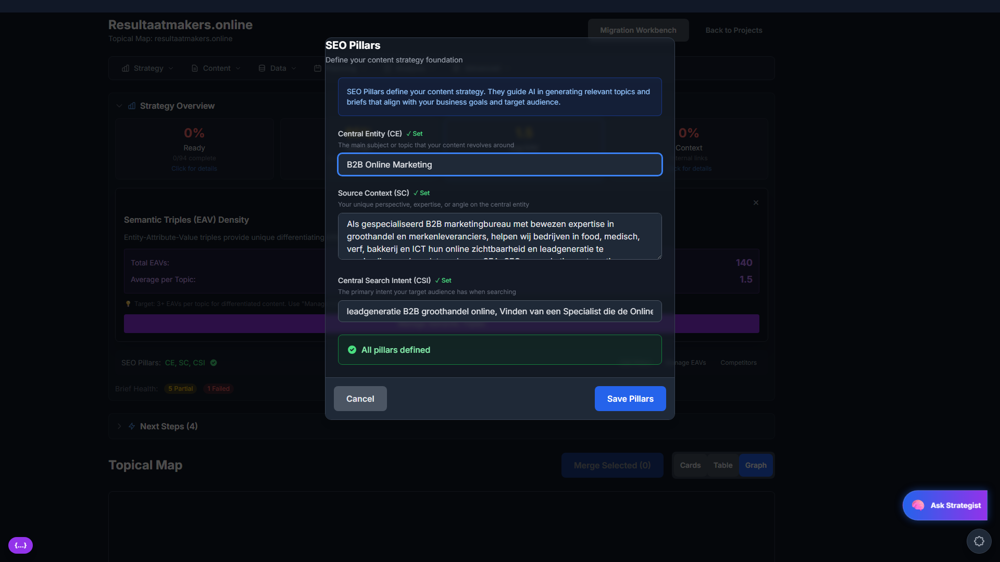 Resultaatmakers.online
Topical Map: resultaatmakers.online
Migration Workbench
Back to Projects
Strategy
Content
Data
SEO Pillars
Define your content strategy foundation
SEO Pillars define your content strategy. They guide AI in generating relevant topics and
briefs that align with your business goals and target audience.
Central Entity (CE) ✓ Set
The main subject or topic that your content revolves around
B2B Online Marketing
Source Context (SC) ✓ Set
Your unique perspective, expertise, or angle on the central entity
Als gespecialiseerd B2B marketingbureau met bewezen expertise in
groothandel en merkenleveranciers, helpen wij bedrijven in food, medisch,
verf, bakkerij en ICT hun online zichtbaarheid en leadgeneratie te
Central Search Intent (CSI) ✓ Set
The primary intent your target audience has when searching
leadgeneratie B2B groothandel online, Vinden van een Specialist die de Online
All pillars defined
Cancel
Save Pillars
Strategy Overview
0%
Ready
0/94 complete
Click for details
1.5
0%
Context
ternal links
ck for details
Semantic Triples (EAV) Density
Entity-Attribute-Value triples provide unique differentiating
Total EAVs:
140
Average per Topic:
1.5
Target: 3+ EAVs per topic for differentiated content. Use "Manag
SEO Pillars: CE, SC, CSI
nage EAVs
Competitors
Brief Health:
5 Partial
1 Failed
Next Steps (4)
Topical Map
Merge Selected (0)
Cards
Table
Graph
Ask Strategist
{...}